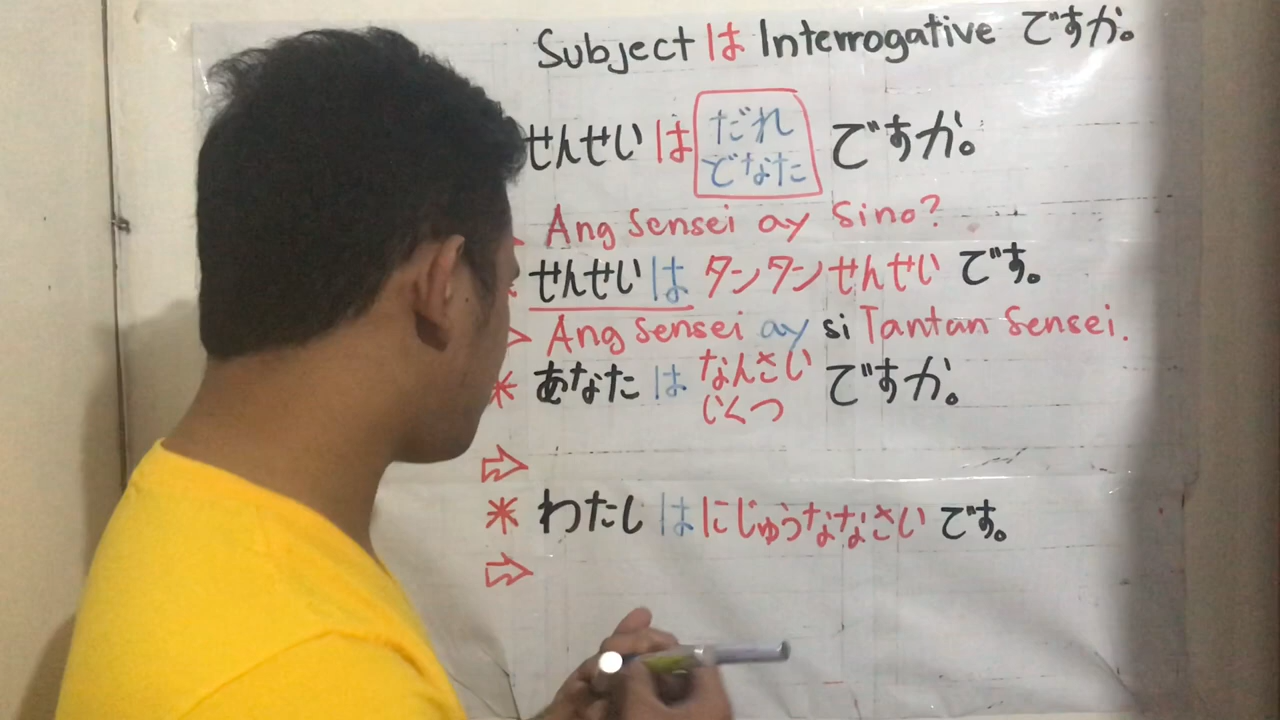 Subject は Interrogative ですか。
せんせい は だれ ですか。
どなた
Ang Sensei ay Sino?
せんせい は タンタンせんせい です。
Ang Sensei ay si Tantan Sensei.
* あなた は なんさい ですか。
じくつ
* わたし は にじゅうななさい です。